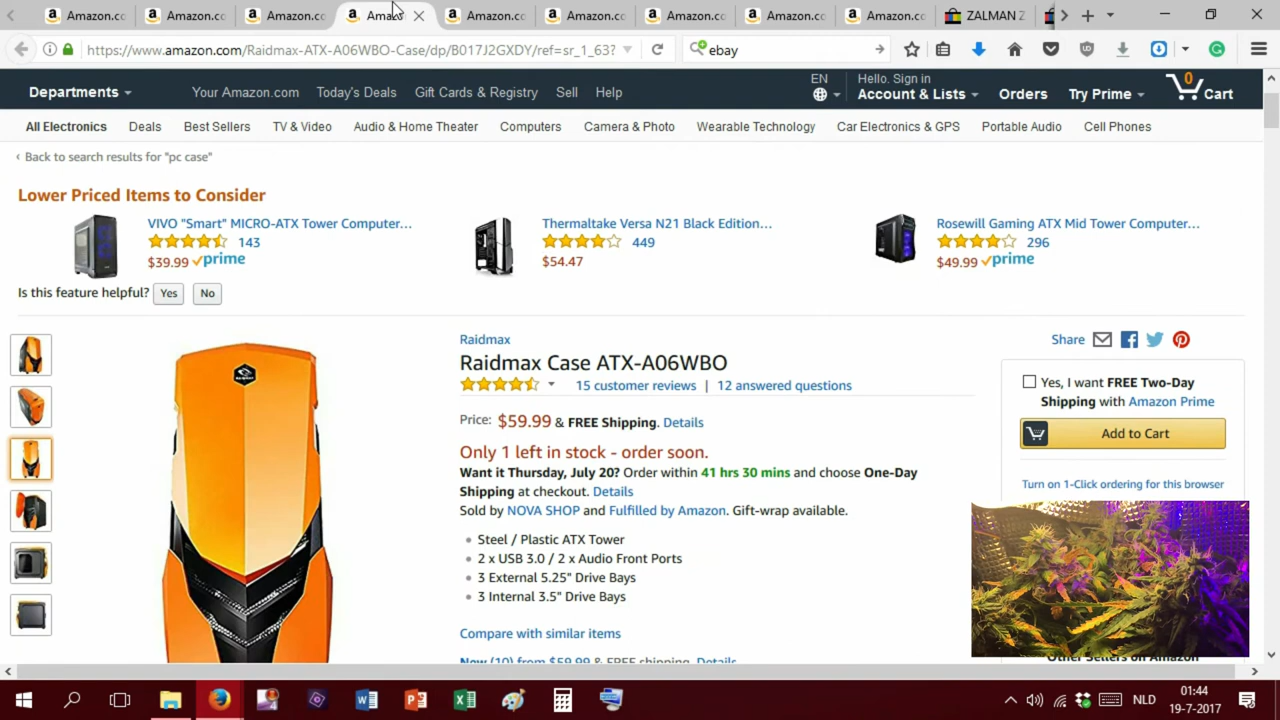 Amazon.co
Amazon.co
Amazon.co
Amazo
Amazon.co
Amazon.co
Amazon.co
Amazon.co
Amazon.co
ZALMAN Z
https://www.amazon.com/Raidmax-ATX-A06WBO-Case/dp/B017J2GXDY/ref=sr_1_63?
ebay
Departments
Your Amazon.com
Today's Deals
Gift Cards & Registry
Sell
Help
EN
Hello. Sign in
Account & Lists
Orders
Try Prime
0
Cart
All Electronics
Deals
Best Sellers
TV & Video
Audio & Home Theater
Computers
Camera & Photo
Wearable Technology
Car Electronics & GPS
Portable Audio
Cell Phones
‹ Back to search results for "pc case"
Lower Priced Items to Consider
VIVO "Smart" MICRO-ATX Tower Computer...
143
$39.99 prime
Thermaltake Versa N21 Black Edition...
449
$54.47
Rosewill Gaming ATX Mid Tower Computer...
296
$49.99 prime
Is this feature helpful? Yes No
Raidmax
Raidmax Case ATX-A06WBO
15 customer reviews | 12 answered questions
Price: $59.99 & FREE Shipping. Details
Only 1 left in stock - order soon.
Want it Thursday, July 20? Order within 41 hrs 30 mins and choose One-Day
Shipping at checkout. Details
Sold by NOVA SHOP and Fulfilled by Amazon. Gift-wrap available.
Steel / Plastic ATX Tower
2 x USB 3.0 / 2 x Audio Front Ports
3 External 5.25" Drive Bays
3 Internal 3.5" Drive Bays
Compare with similar items
New (10) from $59.99 & FREE shipping. Details
Share
Yes, I want FREE Two-Day
Shipping with Amazon Prime
Add to Cart
Turn on 1-Click ordering for this browser
Other Sellers on Amazon
NLD
01:44
19-7-2017